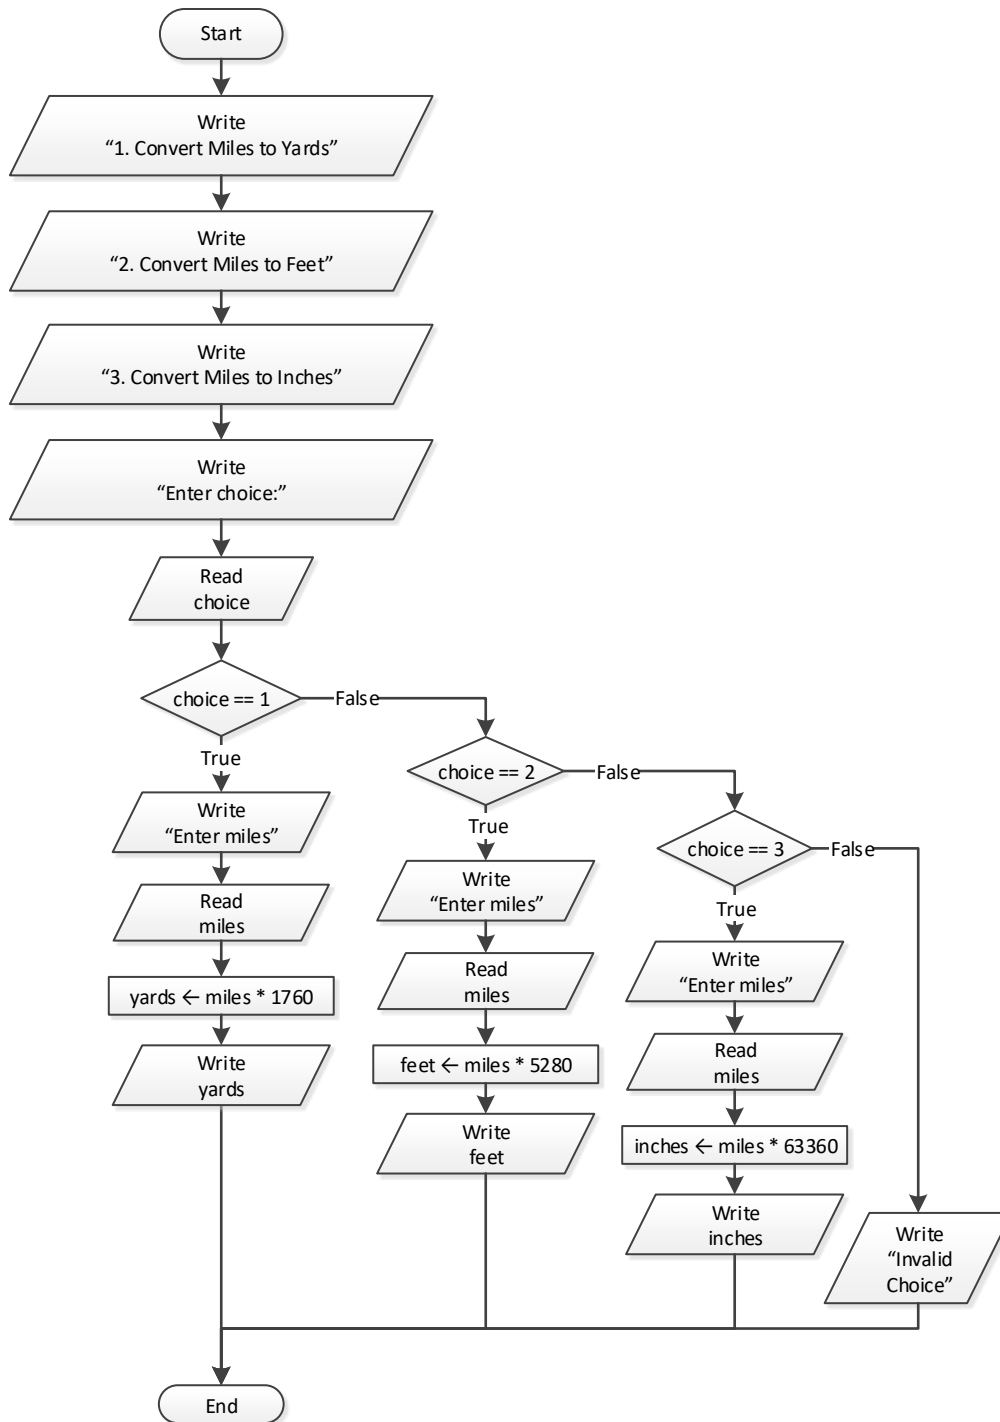 Start
Write
“1. Convert Miles to Yards”
Write
“2. Convert Miles to Feet”
Write
“3. Convert Miles to Inches”
Write
“Enter choice:”
Read
choice
choice == 1
False
True
Write
“Enter miles”
Read
miles
yards ← miles * 1760
Write
yards
choice == 2
False
True
Write
“Enter miles”
Read
miles
feet ← miles * 5280
Write
feet
choice == 3
False
True
Write
“Enter miles”
Read
miles
inches ← miles * 63360
Write
inches
Write
“Invalid
Choice”
End